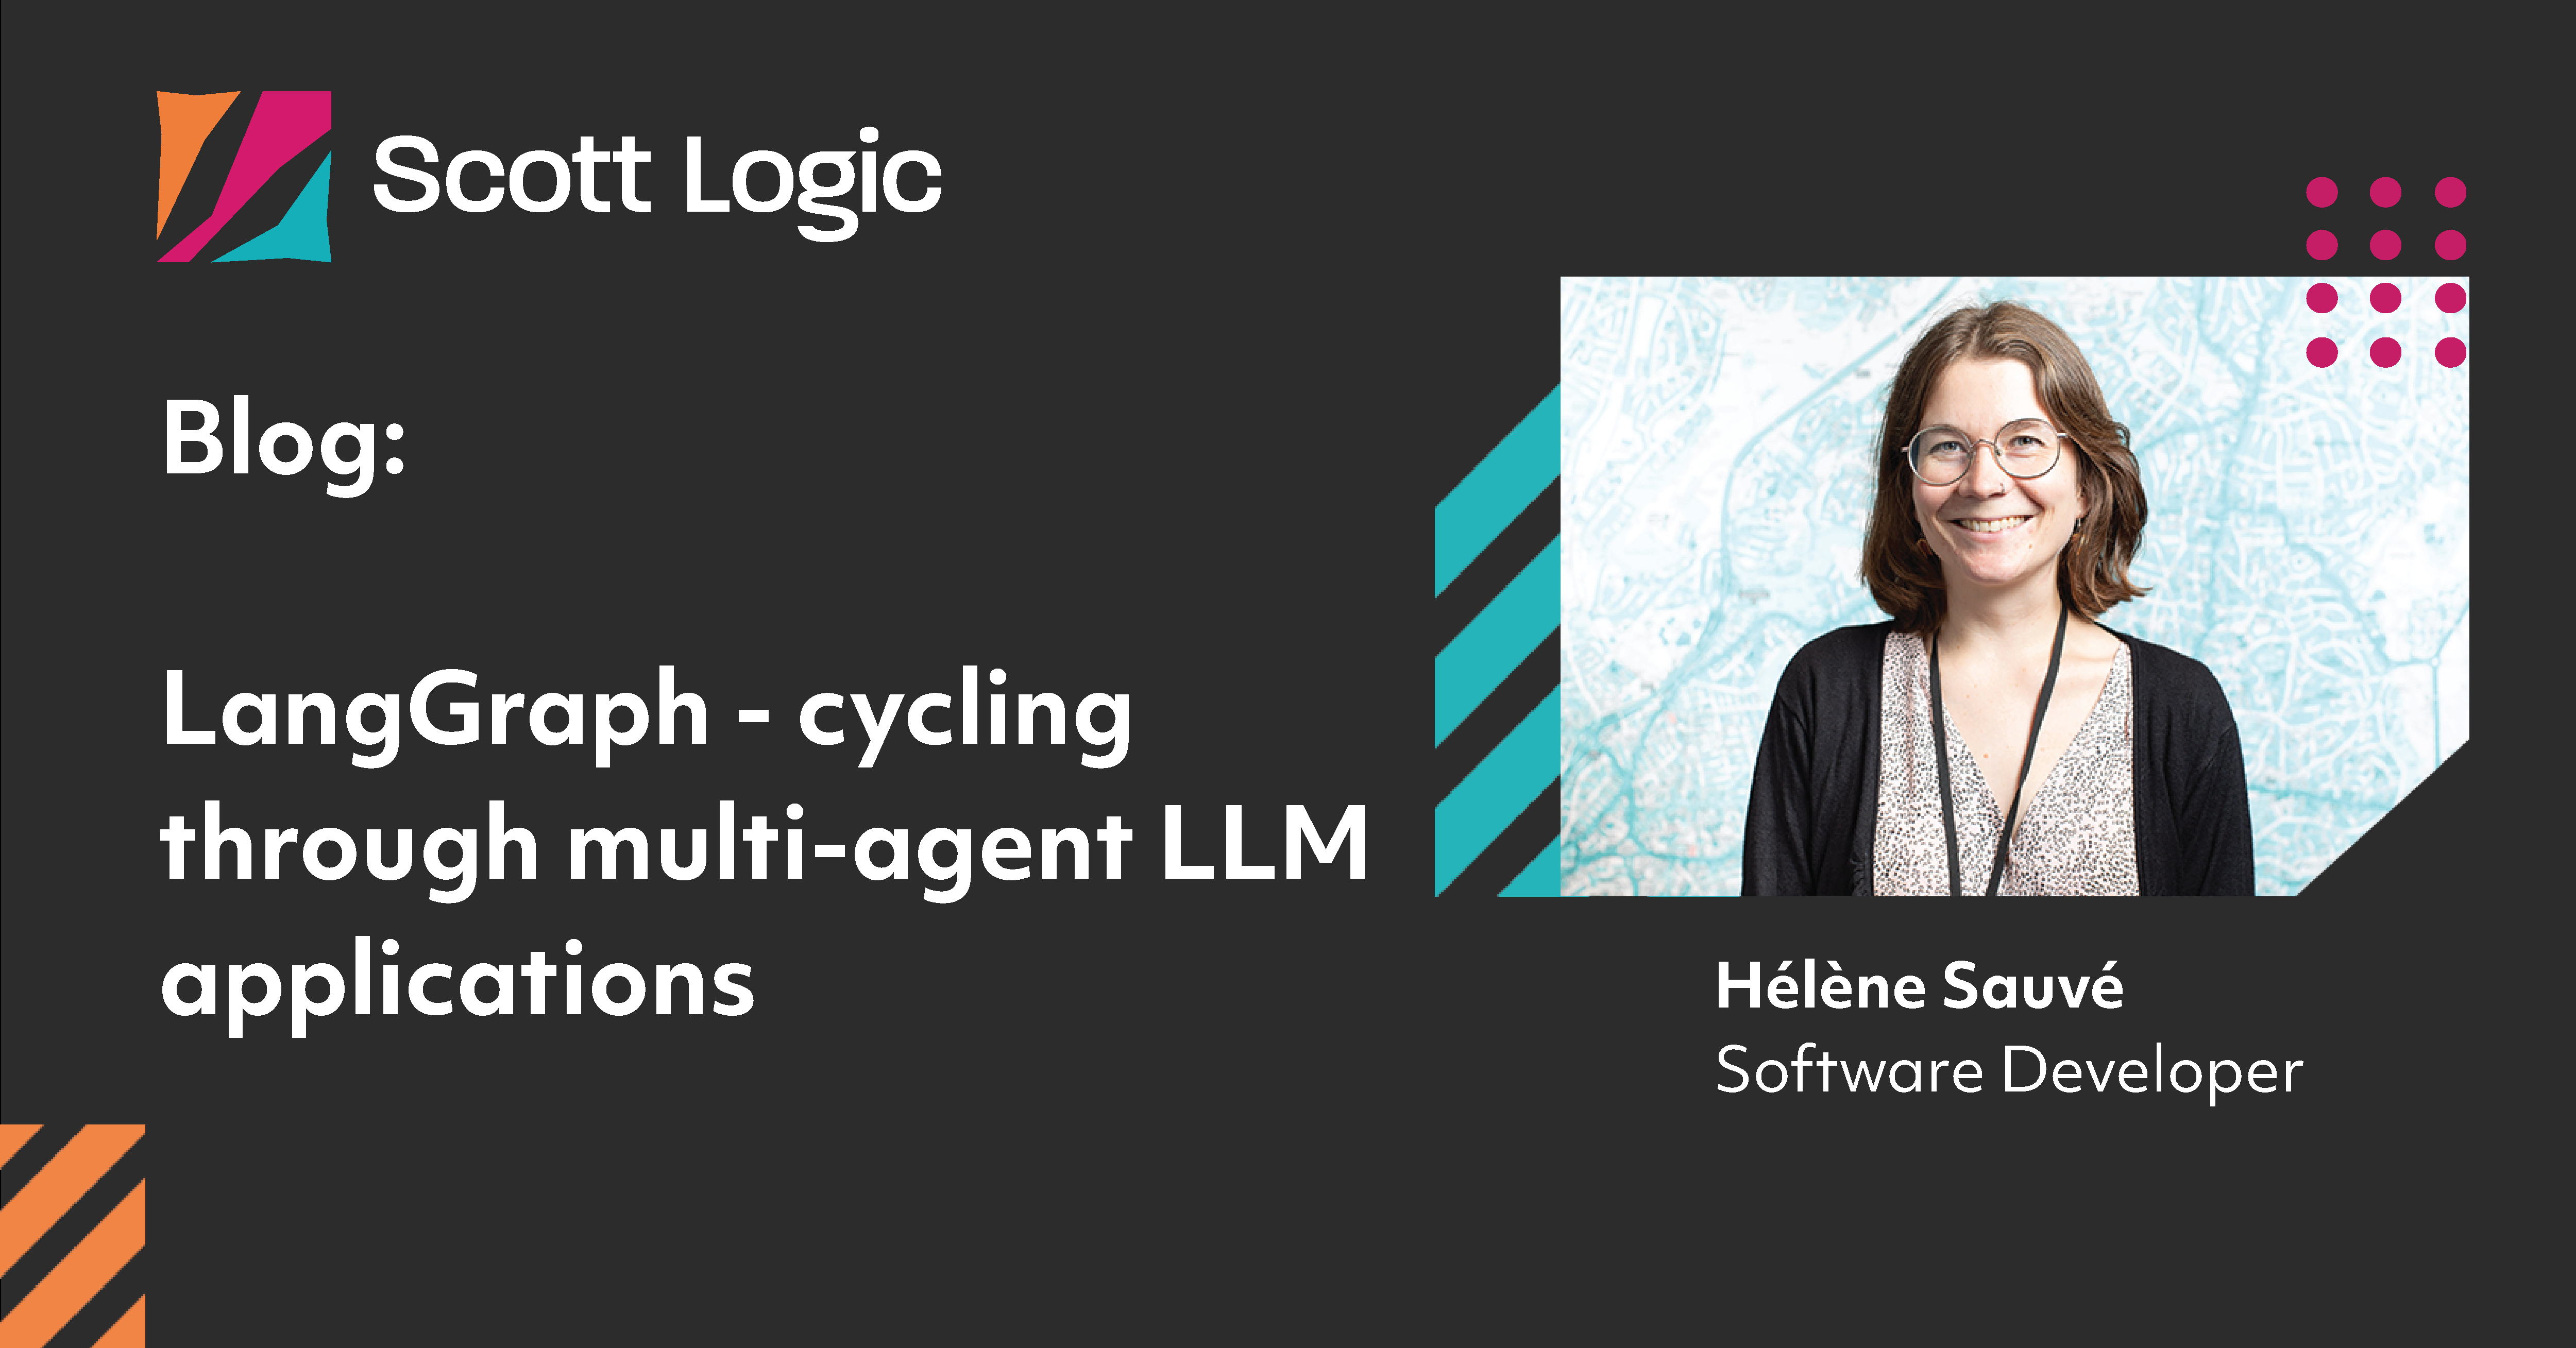 Scott Logic
Blog:
LangGraph - cycling
through multi-agent LLM
applications
Hélène Sauvé
Software Developer